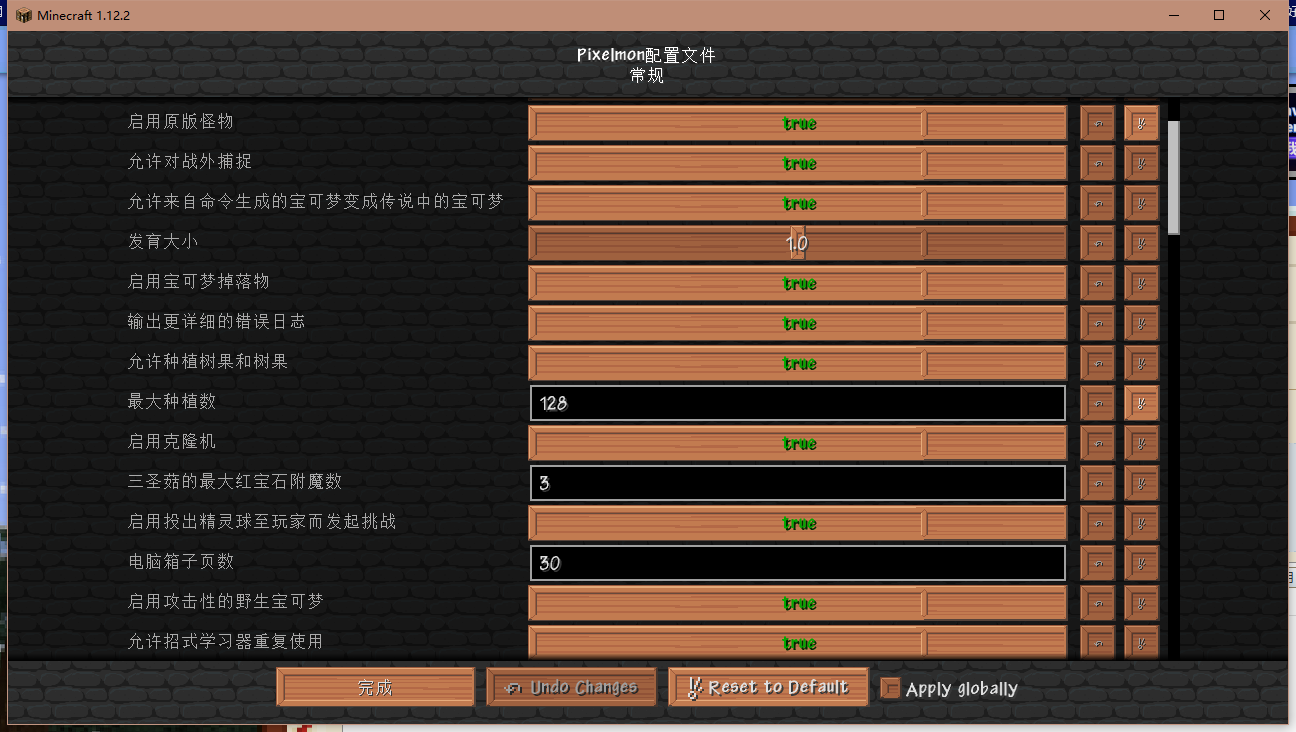 Minecraft 1.12.2
Pixelmon配置文件
常规
启用原版怪物 true
允许对战外捕捉 true
允许来自命令生成的宝可梦变成传说中的宝可梦 true
发育大小 1.0
启用宝可梦掉落物 true
输出更详细的错误日志 true
允许种植树果和树果 true
最大种植数 128
启用克隆机 true
三圣菇的最大红宝石附魔数 3
启用投出精灵球至玩家而发起挑战 true
电脑箱子页数 30
启用攻击性的野生宝可梦 true
允许招式学习器重复使用 true
完成 Undo Changes Reset to Default Apply globally